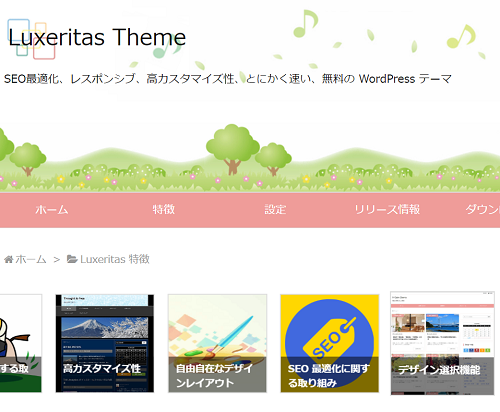 Luxeritas Theme
SEO最適化、レスポンシブ、高カスタマイズ性、とにかく速い、無料の WordPress テーマ
ホーム 特徴 設定 リリース情報 ダウン
ホーム > Luxeritas 特徴
する取
高カスタマイズ性
自由自在なデザイ
ンレイアウト
SEO
SEO 最適化に関す
る取り組み
デザイン選択機能